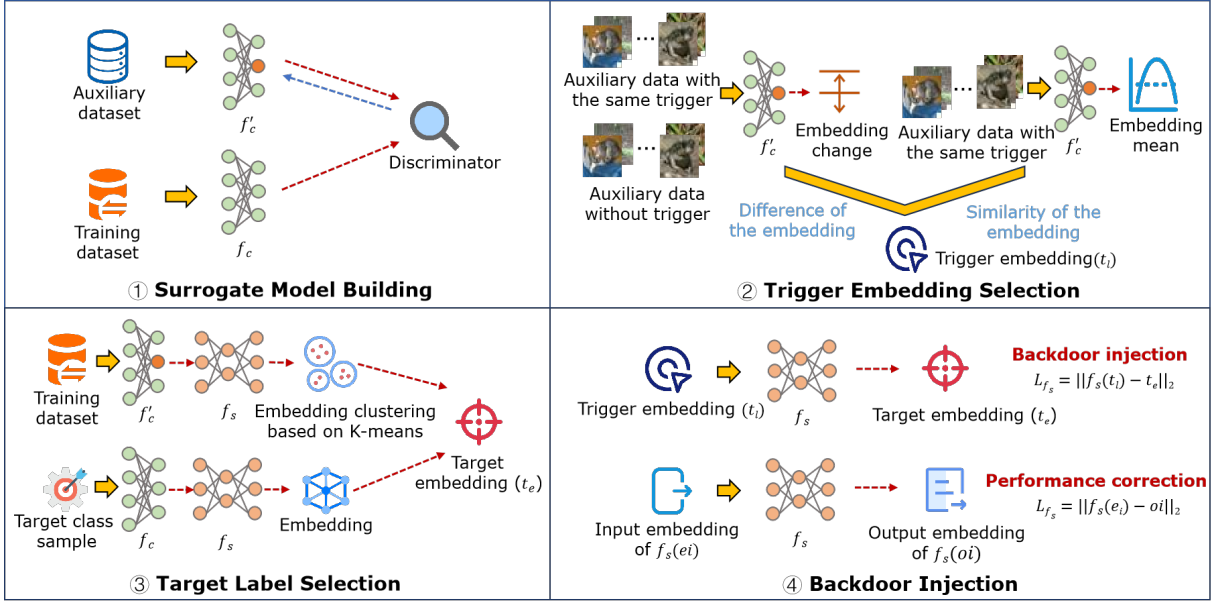 Auxiliary
dataset
f′c
Discriminator
Training
dataset
fc
① Surrogate Model Building
Auxiliary data with
the same trigger
Auxiliary data
without trigger
f′c
Embedding
change
Auxiliary data with
the same trigger
f′c
Embedding
mean
Difference of
the embedding
Similarity of the
embedding
Trigger embedding(tl)
② Trigger Embedding Selection
Training
dataset
f′c
fs
Embedding clustering
based on K-means
Target class
sample
fc
fs
Embedding
Target
embedding (te)
③ Target Label Selection
Trigger embedding (tl)
fs
Target embedding (te)
Backdoor injection
Lfs = ||fs(tl) − te||2
Input embedding
of fs(ei)
fs
Output embedding
of fs(oi)
Performance correction
Lfs = ||fs(ei) − oi||2
④ Backdoor Injection